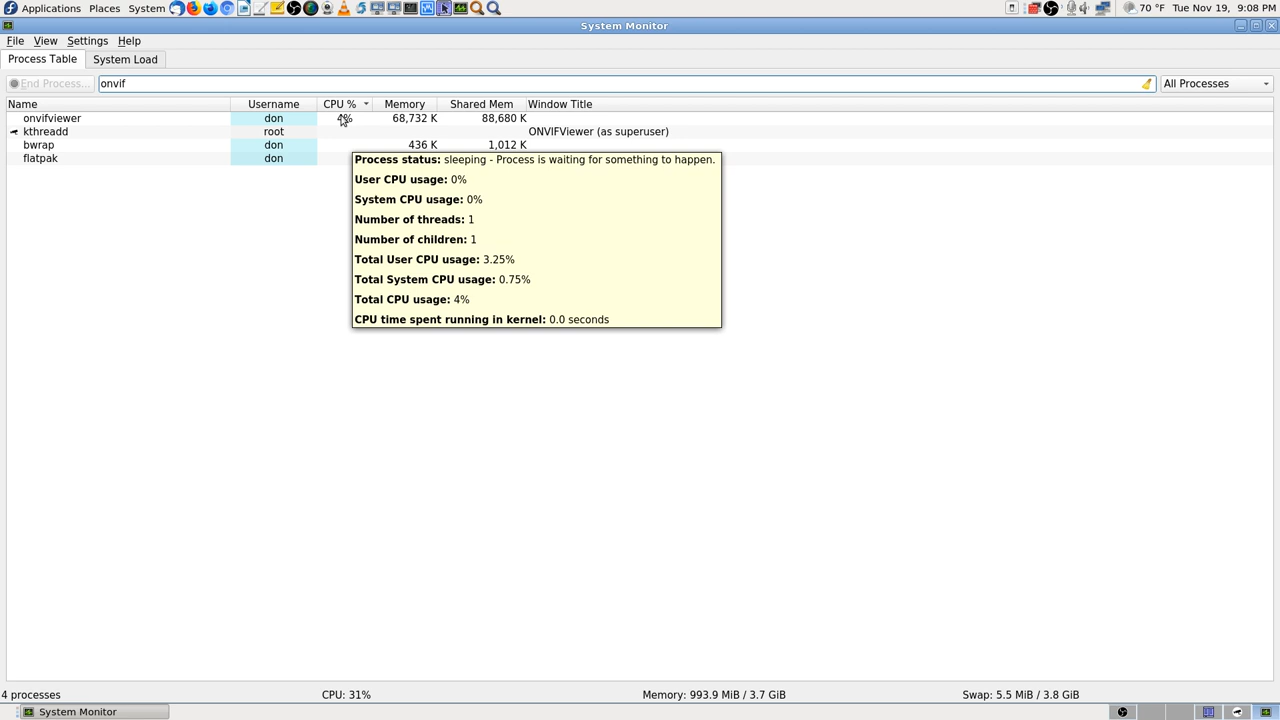 Applications Places System 70 °F Tue Nov 19, 9:08 PM
System Monitor
File View Settings Help
Process Table System Load
End Process... onvif All Processes
Name Username CPU % Memory Shared Mem Window Title
onvifviewer don 4% 68,732 K 88,680 K
kthreadd root ONVIFViewer (as superuser)
bwrap don 436 K 1,012 K
flatpak don
Process status: sleeping - Process is waiting for something to happen.
User CPU usage: 0%
System CPU usage: 0%
Number of threads: 1
Number of children: 1
Total User CPU usage: 3.25%
Total System CPU usage: 0.75%
Total CPU usage: 4%
CPU time spent running in kernel: 0.0 seconds
4 processes CPU: 31% Memory: 993.9 MiB / 3.7 GiB Swap: 5.5 MiB / 3.8 GiB
System Monitor